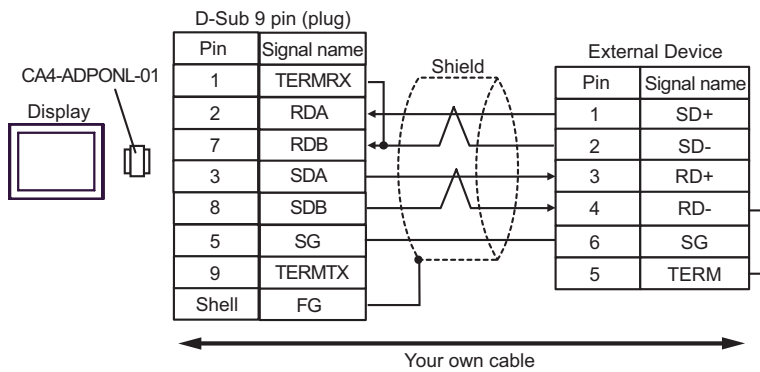 D-Sub 9 pin (plug)
Pin Signal name
1 TERMRX
2 RDA
7 RDB
3 SDA
8 SDB
5 SG
9 TERMTX
Shell FG
CA4-ADPONL-01
Display
Shield
External Device
Pin Signal name
1 SD+
2 SD-
3 RD+
4 RD-
6 SG
5 TERM
Your own cable